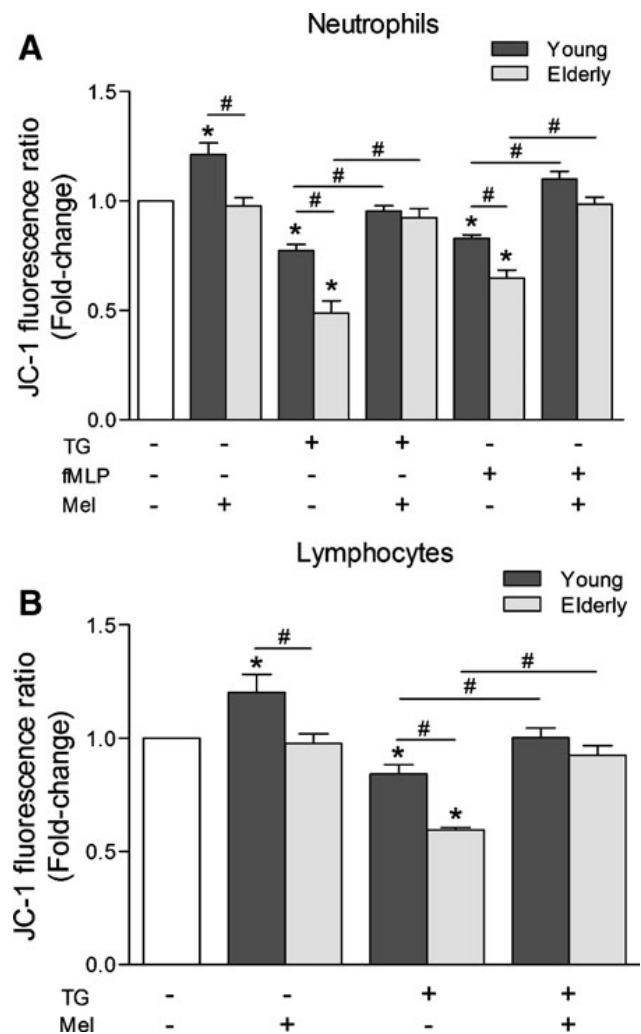 Neutrophils
A
Young
Elderly
JC-1 fluorescence ratio
(Fold-change)
1.5
1.0
0.5
0.0
* # * # * # # * # * # #
TG - - + + - -
fMLP - - - - + +
Mel - + - + - +
Lymphocytes
B
Young
Elderly
JC-1 fluorescence ratio
(Fold-change)
1.5
1.0
0.5
0.0
* # * # * # #
TG - - + +
Mel - + - +